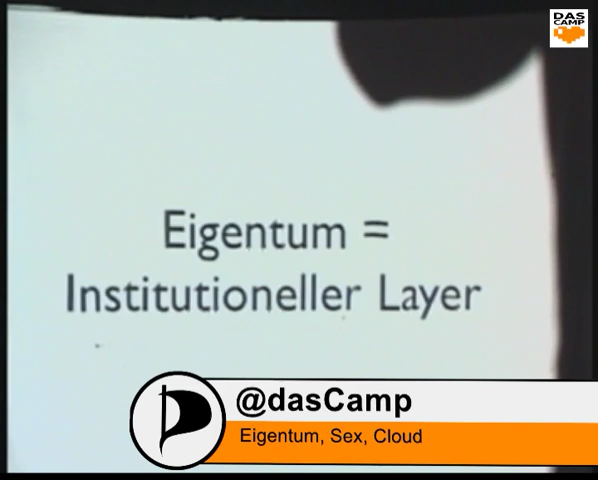 DAS
CAMP
Eigentum =
Institutioneller Layer
@dasCamp
Eigentum, Sex, Cloud